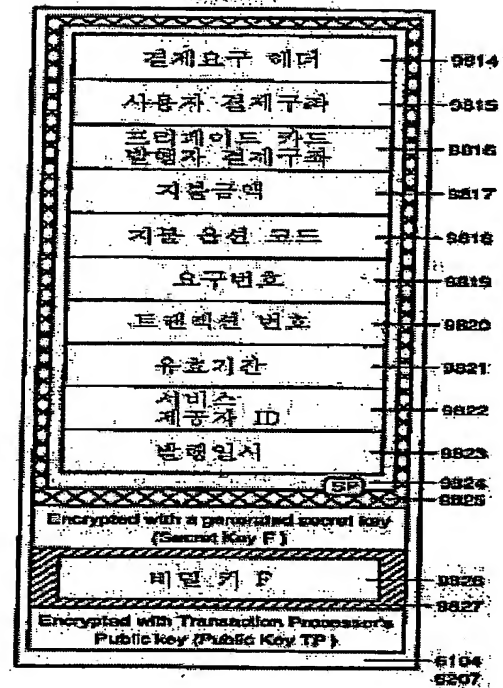 결제요구 헤더 9814
사용자 결제구좌 9815
프리페이드 카드
발행자 결제구좌 9816
지불금액 9817
지불 옵션 코드 9818
요구번호 9819
트랜잭션 번호 9820
유효기간 9821
서비스
제공자 ID 9822
발행일시 9823
SP 9824
9825
Encrypted with a generated secret key
(Secret Key F)
비밀 키 F 9826
9827
Encrypted with Transaction Processor's
Public key (Public Key TP)
6104
6207